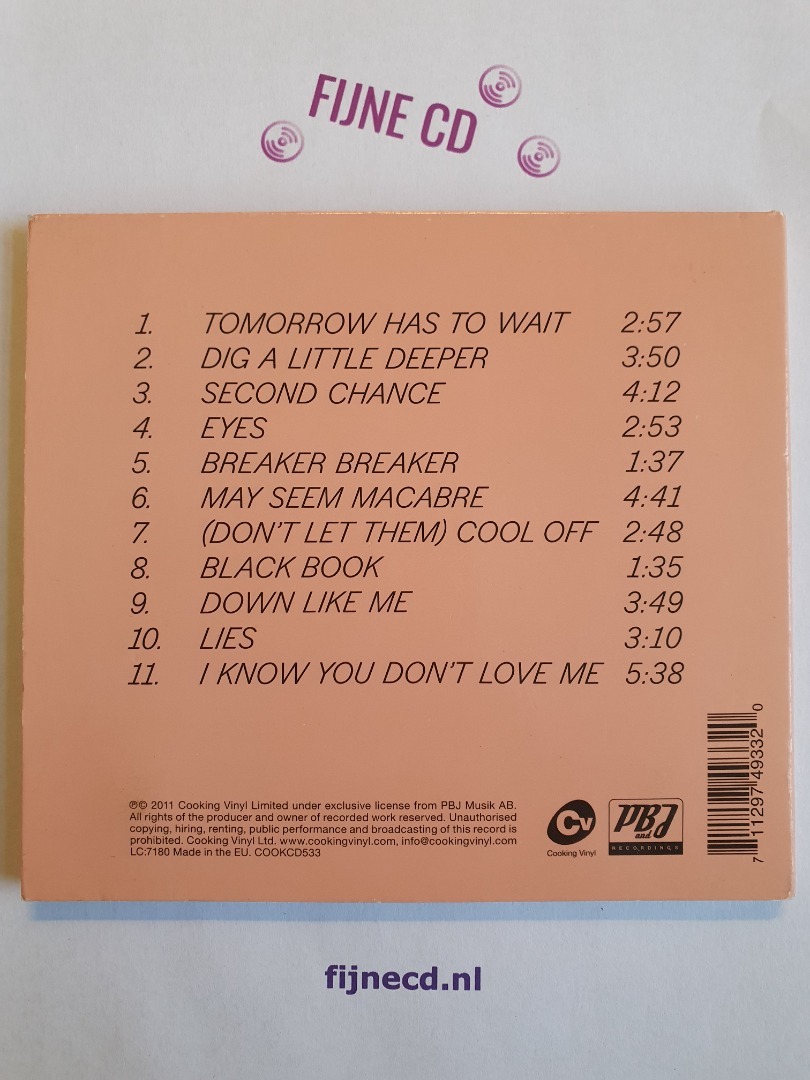 FIJNE CD
1. TOMORROW HAS TO WAIT 2:57
2. DIG A LITTLE DEEPER 3:50
3. SECOND CHANCE 4:12
4. EYES 2:53
5. BREAKER BREAKER 1:37
6. MAY SEEM MACABRE 4:41
7. (DON'T LET THEM) COOL OFF 2:48
8. BLACK BOOK 1:35
9. DOWN LIKE ME 3:49
10. LIES 3:10
11. I KNOW YOU DON'T LOVE ME 5:38
℗© 2011 Cooking Vinyl Limited under exclusive license from PBJ Musik AB.
All rights of the producer and owner of recorded work reserved. Unauthorised
copying, hiring, renting, public performance and broadcasting of this record is
prohibited. Cooking Vinyl Ltd. www.cookingvinyl.com, info@cookingvinyl.com
LC:7180 Made in the EU. COOKCD533
CV
Cooking Vinyl
PBJ
and
RECORDINGS
7 11297 49332 0
fijnecd.nl